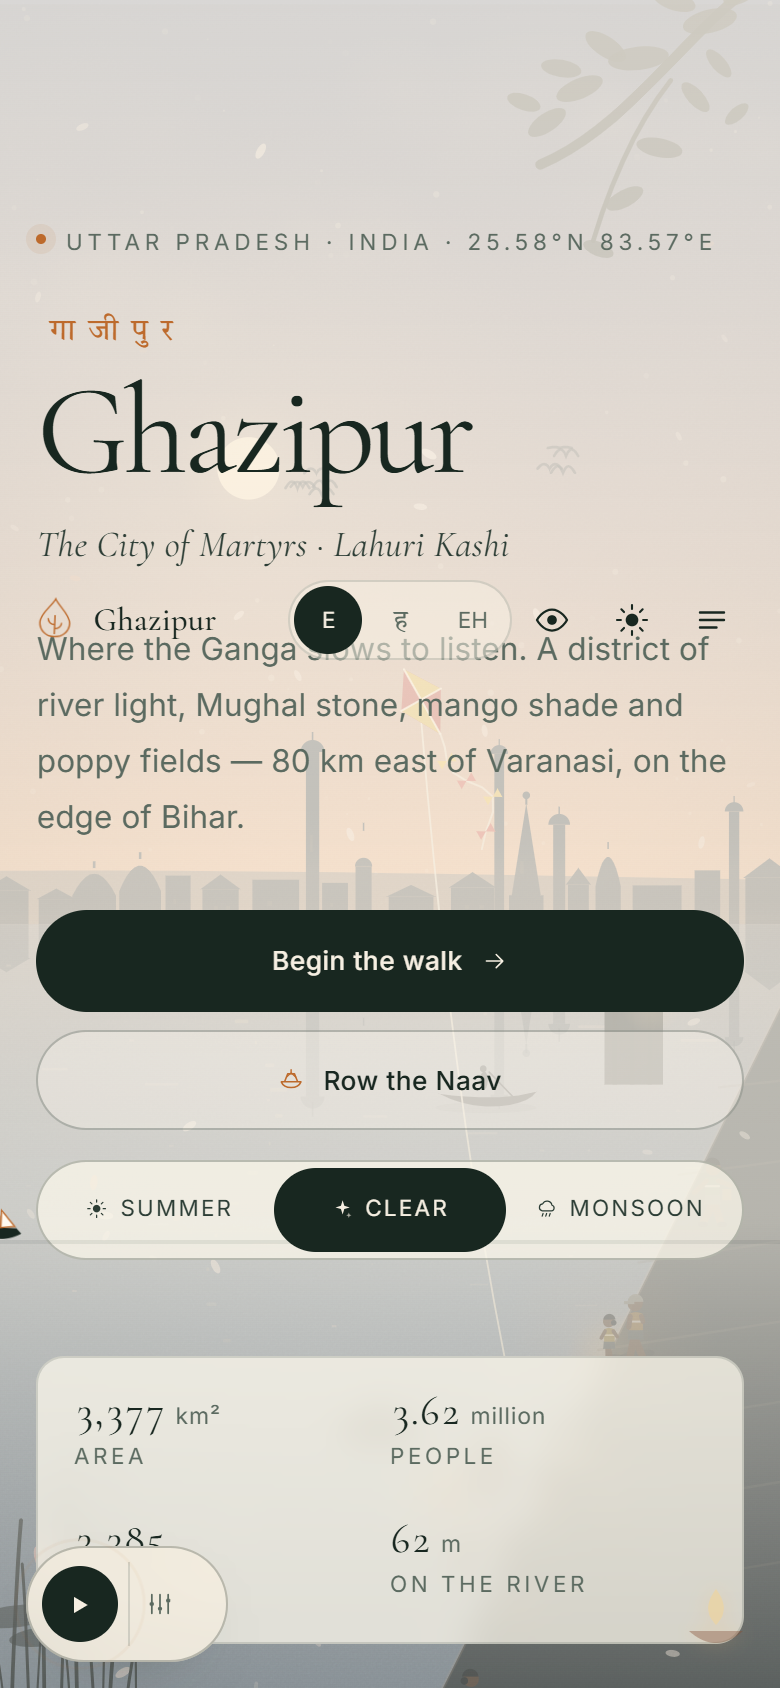 UTTAR PRADESH · INDIA · 25.58°N 83.57°E
गाजीपुर
Ghazipur
The City of Martyrs · Lahuri Kashi
Ghazipur E ह EH
Where the Ganga slows to listen. A district of
river light, Mughal stone, mango shade and
poppy fields — 80 km east of Varanasi, on the
edge of Bihar.
Begin the walk →
Row the Naav
SUMMER CLEAR MONSOON
3,377 km² 3.62 million
AREA PEOPLE
62 m
ON THE RIVER